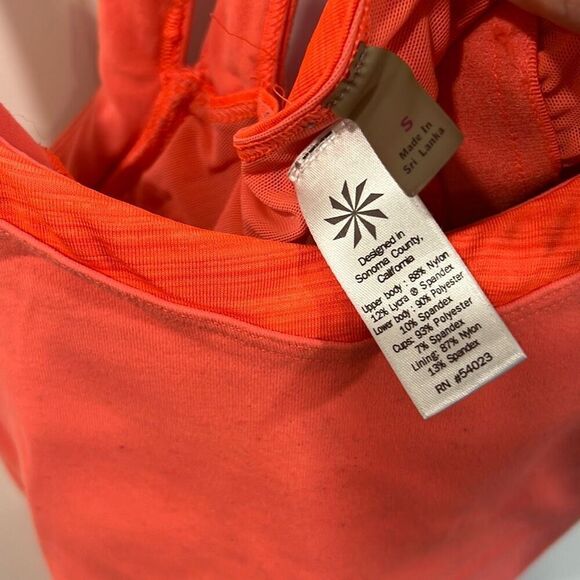 S
Made In
Sri Lanka
Designed in
Sonoma County,
California
Upper body : 88% Nylon
12% Lycra ® Spandex
Lower body : 90% Polyester
10% Spandex
Cups: 93% Polyester
7% Spandex
Lining: 87% Nylon
13% Spandex
RN #54023